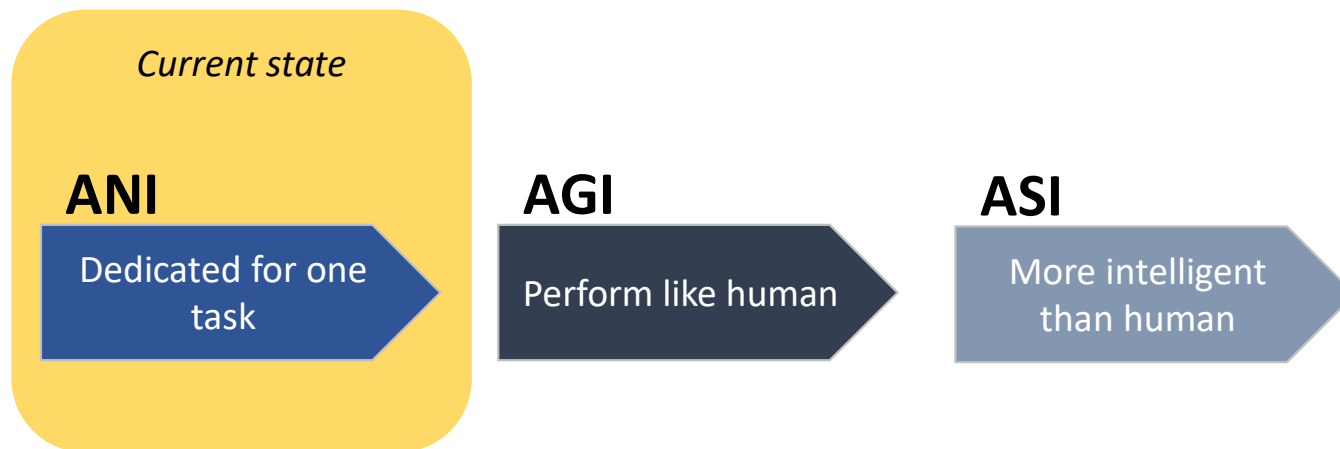 Current state
ANI
Dedicated for one
task
AGI
Perform like human
ASI
More intelligent
than human